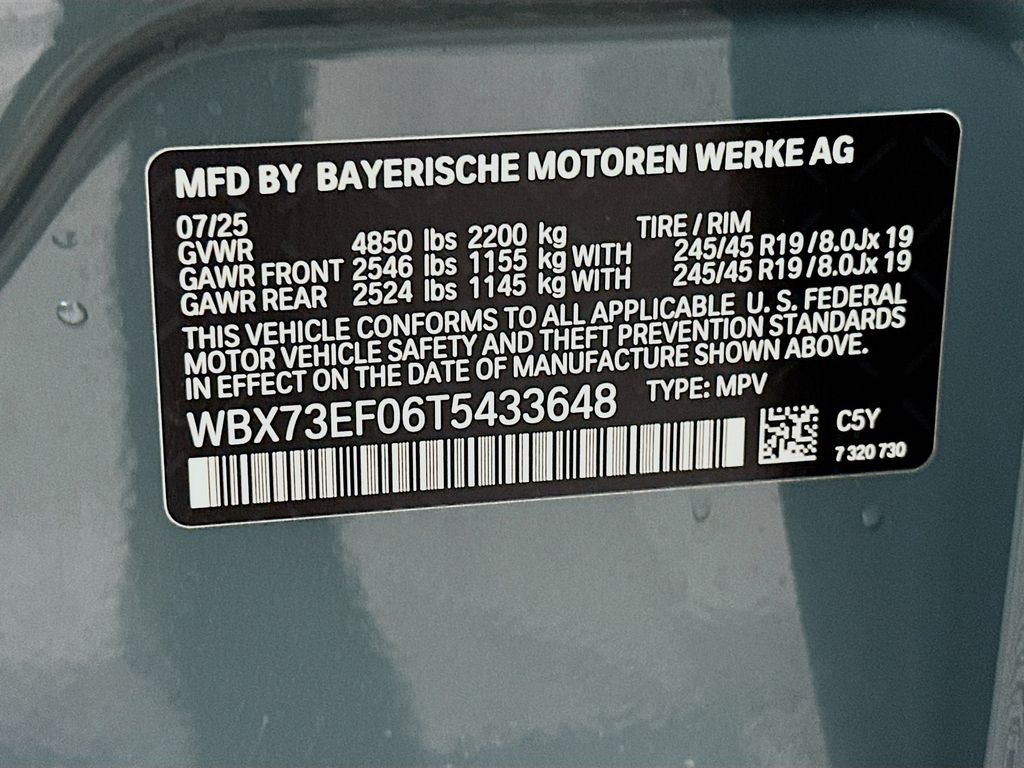 MFD BY BAYERISCHE MOTOREN WERKE AG
07/25
GVWR 4850 lbs 2200 kg TIRE / RIM
GAWR FRONT 2546 lbs 1155 kg WITH 245/45 R19 / 8.0Jx 19
GAWR REAR 2524 lbs 1145 kg WITH 245/45 R19 / 8.0Jx 19
THIS VEHICLE CONFORMS TO ALL APPLICABLE U. S. FEDERAL
MOTOR VEHICLE SAFETY AND THEFT PREVENTION STANDARDS
IN EFFECT ON THE DATE OF MANUFACTURE SHOWN ABOVE.
WBX73EF06T5433648 TYPE: MPV
C5Y
7 320 730